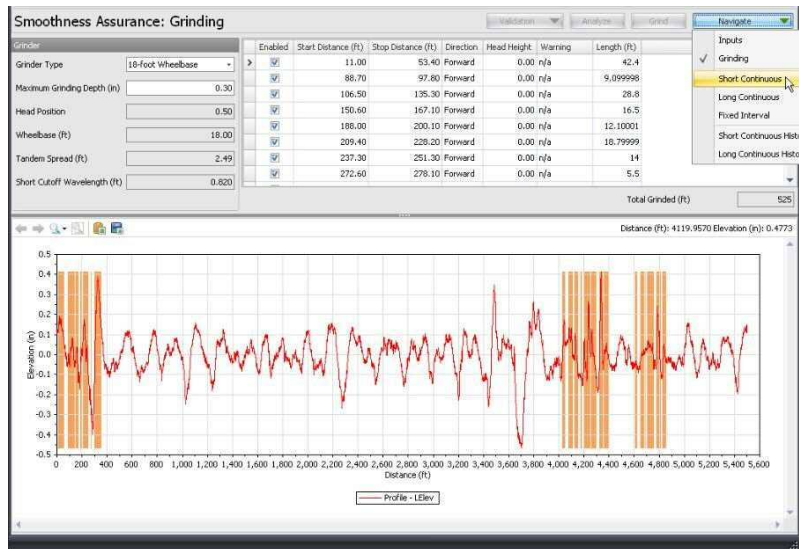 Smoothness Assurance: Grinding
Validation Analyze Grind Navigate
Inputs
Grinding
Short Continuous
Long Continuous
Fixed Interval
Short Continuous Histo
Long Continuous Histo
Grinder
Grinder Type 18-foot Wheelbase
Maximum Grinding Depth (in) 0.30
Head Position 0.50
Wheelbase (ft) 18.00
Tandem Spread (ft) 2.49
Short Cutoff Wavelength (ft) 0.820
Enabled Start Distance (ft) Stop Distance (ft) Direction Head Height Warning Length (ft)
11.00 53.40 Forward 0.00 n/a 42.4
88.70 97.80 Forward 0.00 n/a 9.099998
106.50 135.30 Forward 0.00 n/a 28.8
150.60 167.10 Forward 0.00 n/a 16.5
188.00 200.10 Forward 0.00 n/a 12.10001
209.40 228.20 Forward 0.00 n/a 18.79999
237.30 251.30 Forward 0.00 n/a 14
272.60 278.10 Forward 0.00 n/a 5.5
Total Grinded (ft) 525
Distance (ft): 4119.9570 Elevation (in): 0.4773
Elevation (in)
0.5
0.4
0.3
0.2
0.1
0.0
-0.1
-0.2
-0.3
-0.4
-0.5
0 200 400 600 800 1,000 1,200 1,400 1,600 1,800 2,000 2,200 2,400 2,600 2,800 3,000 3,200 3,400 3,600 3,800 4,000 4,200 4,400 4,600 4,800 5,000 5,200 5,400 5,600
Distance (ft)
Profile - LElev